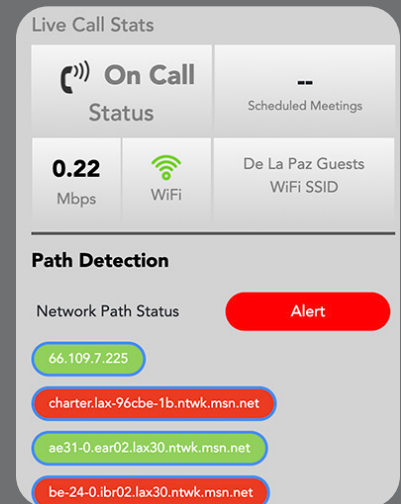 Live Call Stats
On Call
Status
--
Scheduled Meetings
0.22
Mbps
WiFi
De La Paz Guests
WiFi SSID
Path Detection
Network Path Status
Alert
66.109.7.225
charter.lax-96cbe-1b.ntwk.msn.net
ae31-0.ear02.lax30.ntwk.msn.net
be-24-0.ibr02.lax30.ntwk.msn.net